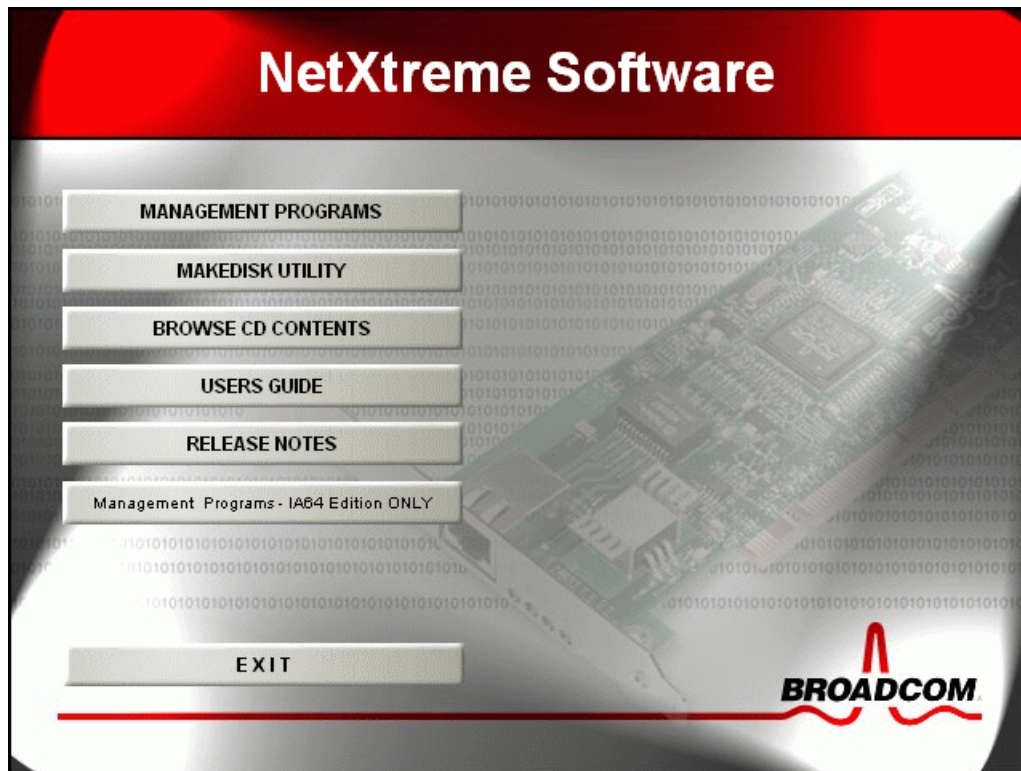 NetXtreme Software
MANAGEMENT PROGRAMS
MAKEDISK UTILITY
BROWSE CD CONTENTS
USERS GUIDE
RELEASE NOTES
Management Programs - IA64 Edition ONLY
EXIT
BROADCOM